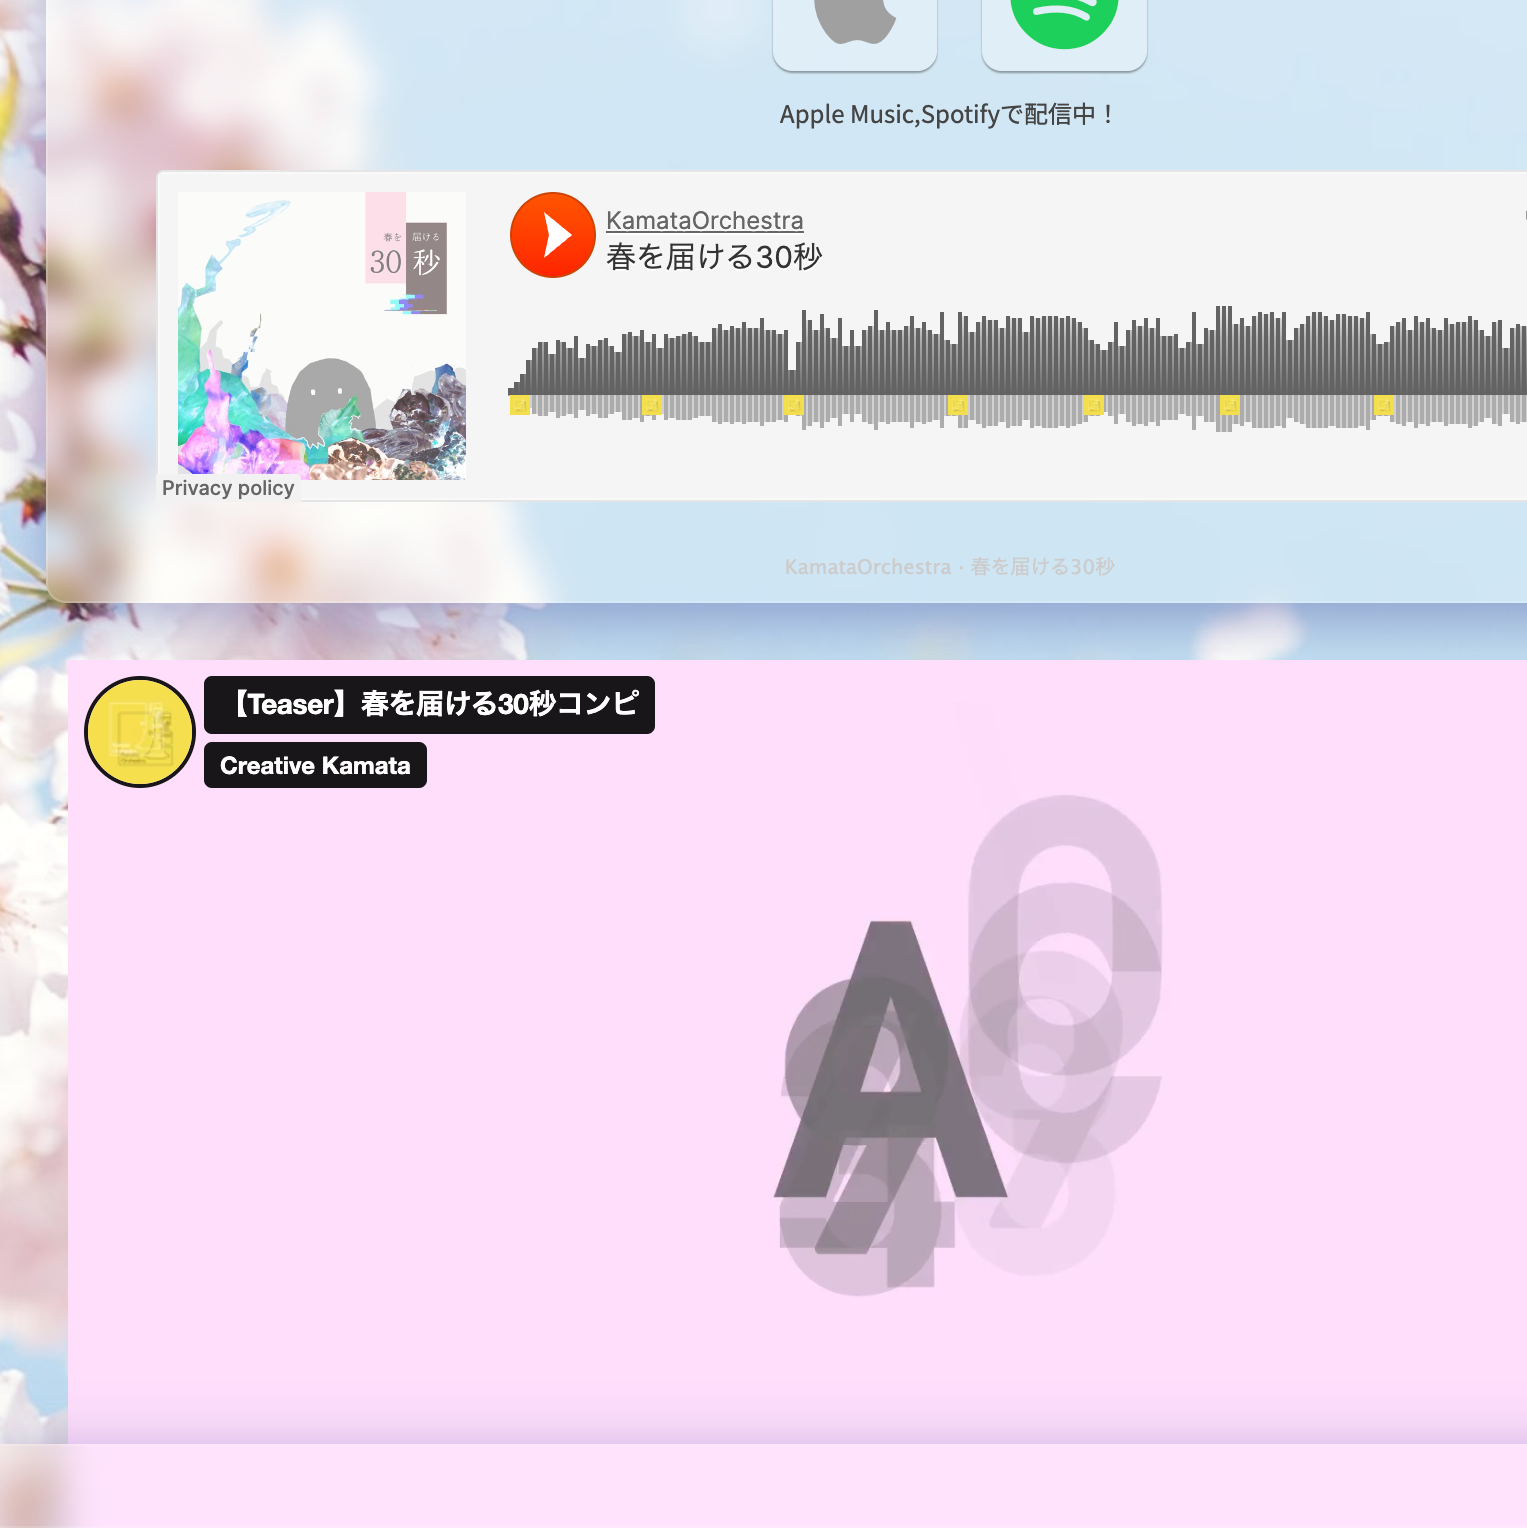 Apple Music,Spotifyで配信中！
KamataOrchestra
春を届ける30秒
春を
届ける
30
秒
Privacy policy
KamataOrchestra · 春を届ける30秒
【Teaser】春を届ける30秒コンピ
Creative Kamata
A